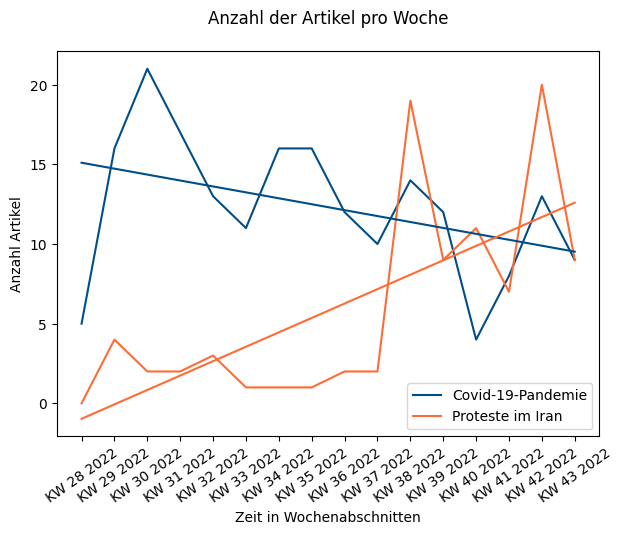 Anzahl der Artikel pro Woche
20
15
10
5
0
Anzahl Artikel
Covid-19-Pandemie
Proteste im Iran
KW 28 2022
KW 29 2022
KW 30 2022
KW 31 2022
KW 32 2022
KW 33 2022
KW 34 2022
KW 35 2022
KW 36 2022
KW 37 2022
KW 38 2022
KW 39 2022
KW 40 2022
KW 41 2022
KW 42 2022
KW 43 2022
Zeit in Wochenabschnitten